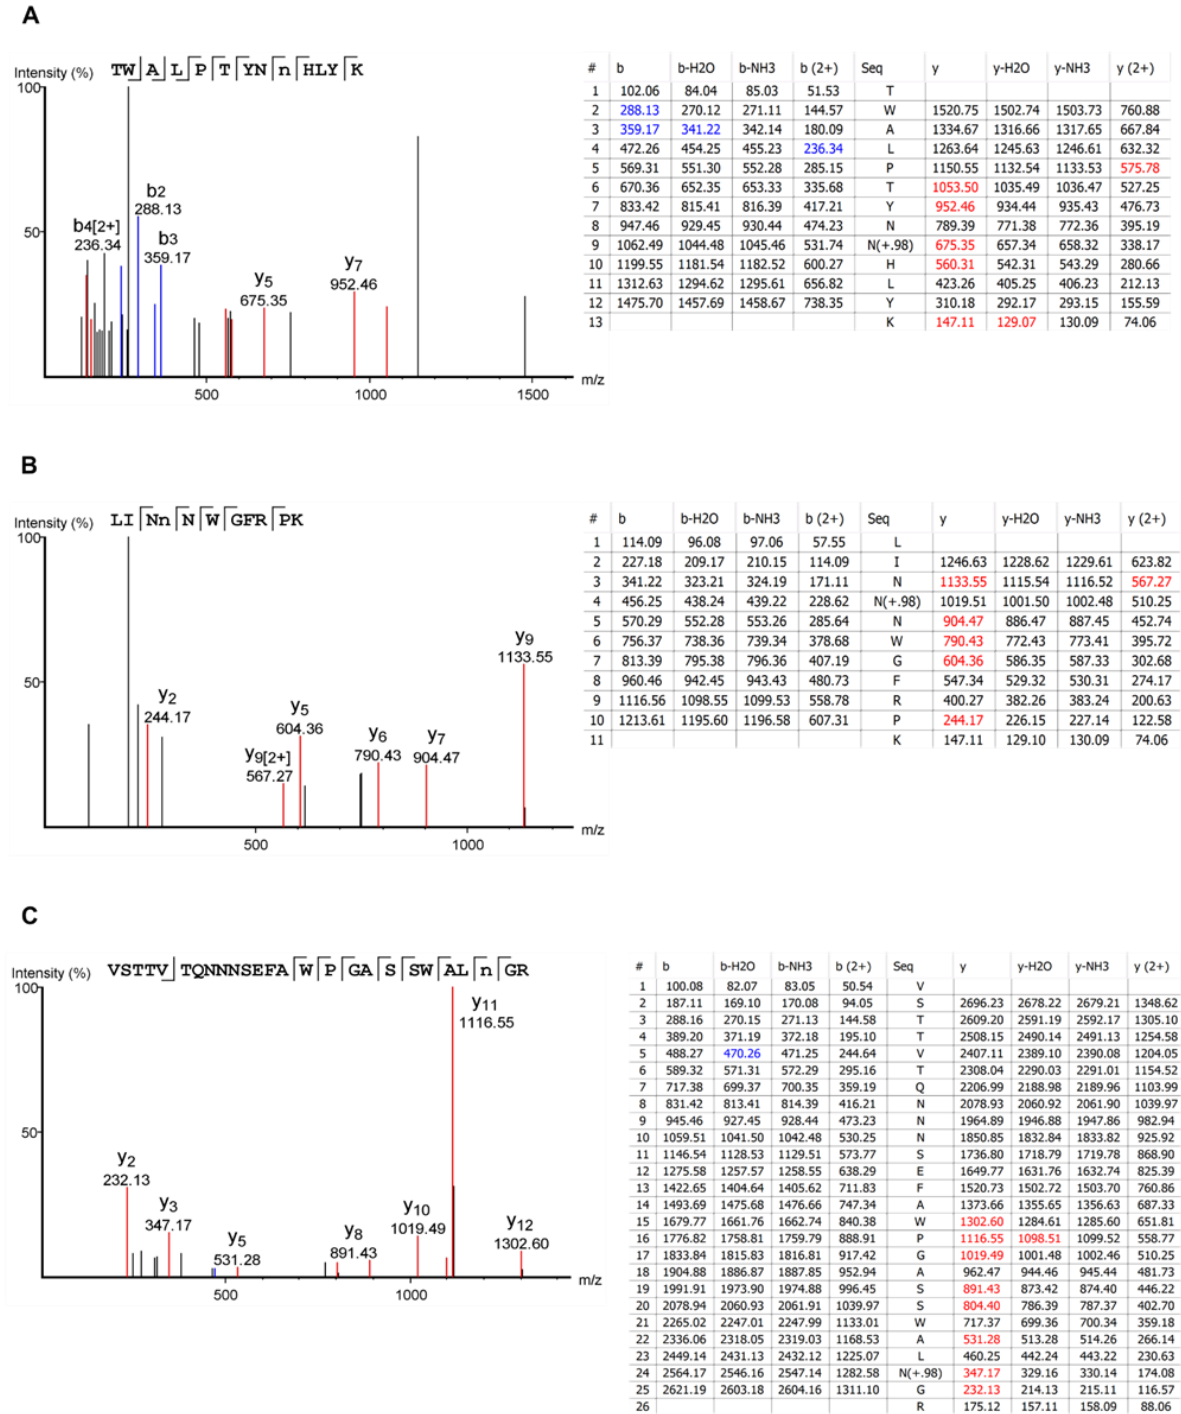 A
Intensity (%)
TWALPTYNnHLYK
100
50
b4[2+]
236.34
b2
288.13
b3
359.17
y5
675.35
y7
952.46
500 1000 1500
m/z
# b b-H2O b-NH3 b (2+) Seq y y-H2O y-NH3 y (2+)
1 102.06 84.04 85.03 51.53 T
2 288.13 270.12 271.11 144.57 W 1520.75 1502.74 1503.73 760.88
3 359.17 341.22 342.14 180.09 A 1334.67 1316.66 1317.65 667.84
4 472.26 454.25 455.23 236.34 L 1263.64 1245.63 1246.61 632.32
5 569.31 551.30 552.28 285.15 P 1150.55 1132.54 1133.53 575.78
6 670.36 652.35 653.33 335.68 T 1053.50 1035.49 1036.47 527.25
7 833.42 815.41 816.39 417.21 Y 952.46 934.44 935.43 476.73
8 947.46 929.45 930.44 474.23 N 789.39 771.38 772.36 395.19
9 1062.49 1044.48 1045.46 531.74 N(+.98) 675.35 657.34 658.32 338.17
10 1199.55 1181.54 1182.52 600.27 H 560.31 542.31 543.29 280.66
11 1312.63 1294.62 1295.61 656.82 L 423.26 405.25 406.23 212.13
12 1475.70 1457.69 1458.67 738.35 Y 310.18 292.17 293.15 155.59
13 K 147.11 129.07 130.09 74.06
B
Intensity (%)
LINnNWGFRPK
100
50
y2
244.17
y9[2+]
567.27
y5
604.36
y6
790.43
y7
904.47
y9
1133.55
500 1000
m/z
# b b-H2O b-NH3 b (2+) Seq y y-H2O y-NH3 y (2+)
1 114.09 96.08 97.06 57.55 L
2 227.18 209.17 210.15 114.09 I 1246.63 1228.62 1229.61 623.82
3 341.22 323.21 324.19 171.11 N 1133.55 1115.54 1116.52 567.27
4 456.25 438.24 439.22 228.62 N(+.98) 1019.51 1001.50 1002.48 510.25
5 570.29 552.28 553.26 285.64 N 904.47 886.47 887.45 452.74
6 756.37 738.36 739.34 378.68 W 790.43 772.43 773.41 395.72
7 813.39 795.38 796.36 407.19 G 604.36 586.35 587.33 302.68
8 960.46 942.45 943.43 480.73 F 547.34 529.32 530.31 274.17
9 1116.56 1098.55 1099.53 558.78 R 400.27 382.26 383.24 200.63
10 1213.61 1195.60 1196.58 607.31 P 244.17 226.15 227.14 122.58
11 K 147.11 129.10 130.09 74.06
C
Intensity (%)
VSTTVTQNNNSEFAWPGASSWALnGR
100
50
y2
232.13
y3
347.17
y5
531.28
y8
891.43
y10
1019.49
y11
1116.55
y12
1302.60
500 1000
m/z
# b b-H2O b-NH3 b (2+) Seq y y-H2O y-NH3 y (2+)
1 100.08 82.07 83.05 50.54 V
2 187.11 169.10 170.08 94.05 S 2696.23 2678.22 2679.21 1348.62
3 288.16 270.15 271.13 144.58 T 2609.20 2591.19 2592.17 1305.10
4 389.20 371.19 372.18 195.10 T 2508.15 2490.14 2491.13 1254.58
5 488.27 470.26 471.25 244.64 V 2407.11 2389.10 2390.08 1204.05
6 589.32 571.31 572.29 295.16 T 2308.04 2290.03 2291.01 1154.52
7 717.38 699.37 700.35 359.19 Q 2206.99 2188.98 2189.96 1103.99
8 831.42 813.41 814.39 416.21 N 2078.93 2060.92 2061.90 1039.97
9 945.46 927.45 928.44 473.23 N 1964.89 1946.88 1947.86 982.94
10 1059.51 1041.50 1042.48 530.25 N 1850.85 1832.84 1833.82 925.92
11 1146.54 1128.53 1129.51 573.77 S 1736.80 1718.79 1719.78 868.90
12 1275.58 1257.57 1258.55 638.29 E 1649.77 1631.76 1632.74 825.39
13 1422.65 1404.64 1405.62 711.83 F 1520.73 1502.72 1503.70 760.86
14 1493.69 1475.68 1476.66 747.34 A 1373.66 1355.65 1356.63 687.33
15 1679.77 1661.76 1662.74 840.38 W 1302.60 1284.61 1285.60 651.81
16 1776.82 1758.81 1759.79 888.91 P 1116.55 1098.51 1099.52 558.77
17 1833.84 1815.83 1816.81 917.42 G 1019.49 1001.48 1002.46 510.25
18 1904.88 1886.87 1887.85 952.94 A 962.47 944.46 945.44 481.73
19 1991.91 1973.90 1974.88 996.45 S 891.43 873.42 874.40 446.22
20 2078.94 2060.93 2061.91 1039.97 S 804.40 786.39 787.37 402.70
21 2265.02 2247.01 2247.99 1133.01 W 717.37 699.36 700.34 359.18
22 2336.06 2318.05 2319.03 1168.53 A 531.28 513.28 514.26 266.14
23 2449.14 2431.13 2432.12 1225.07 L 460.25 442.24 443.22 230.63
24 2564.17 2546.16 2547.14 1282.58 N(+.98) 347.17 329.16 330.14 174.08
25 2621.19 2603.18 2604.16 1311.10 G 232.13 214.13 215.11 116.57
26 R 175.12 157.11 158.09 88.06